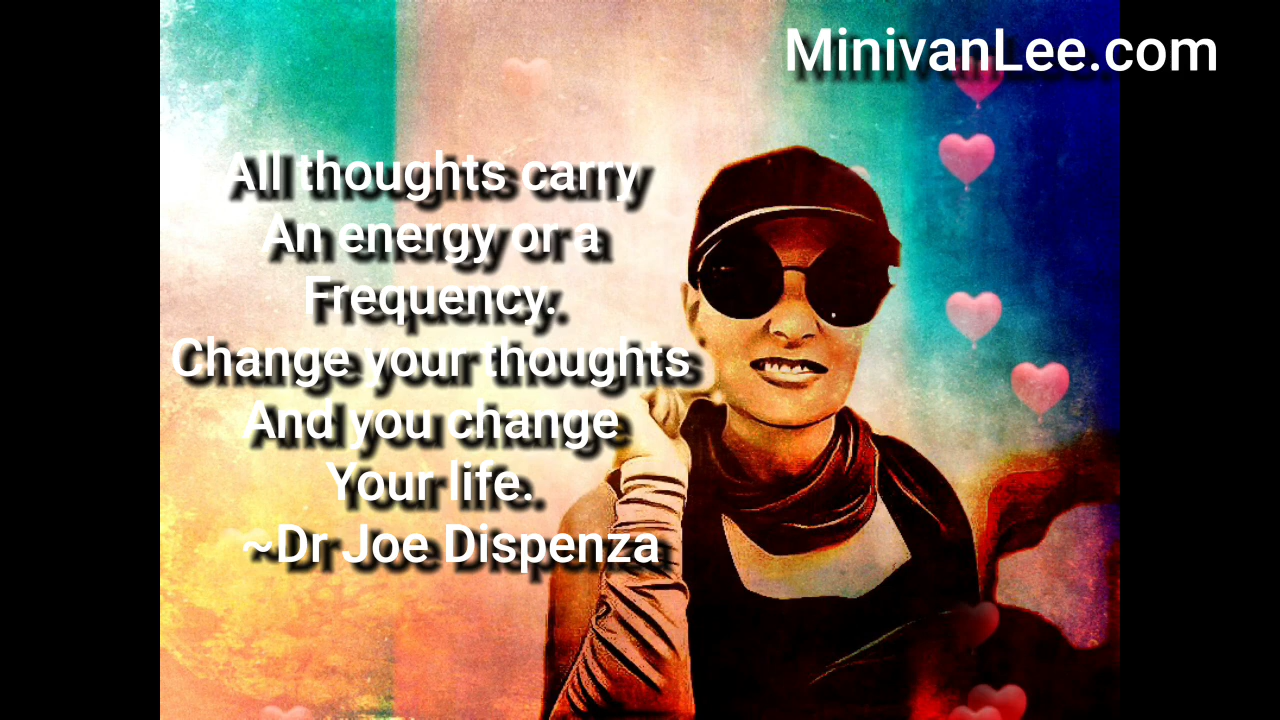 MinivanLee.com
All thoughts carry
An energy or a
Frequency.
Change your thoughts
And you change
Your life.
~Dr Joe Dispenza